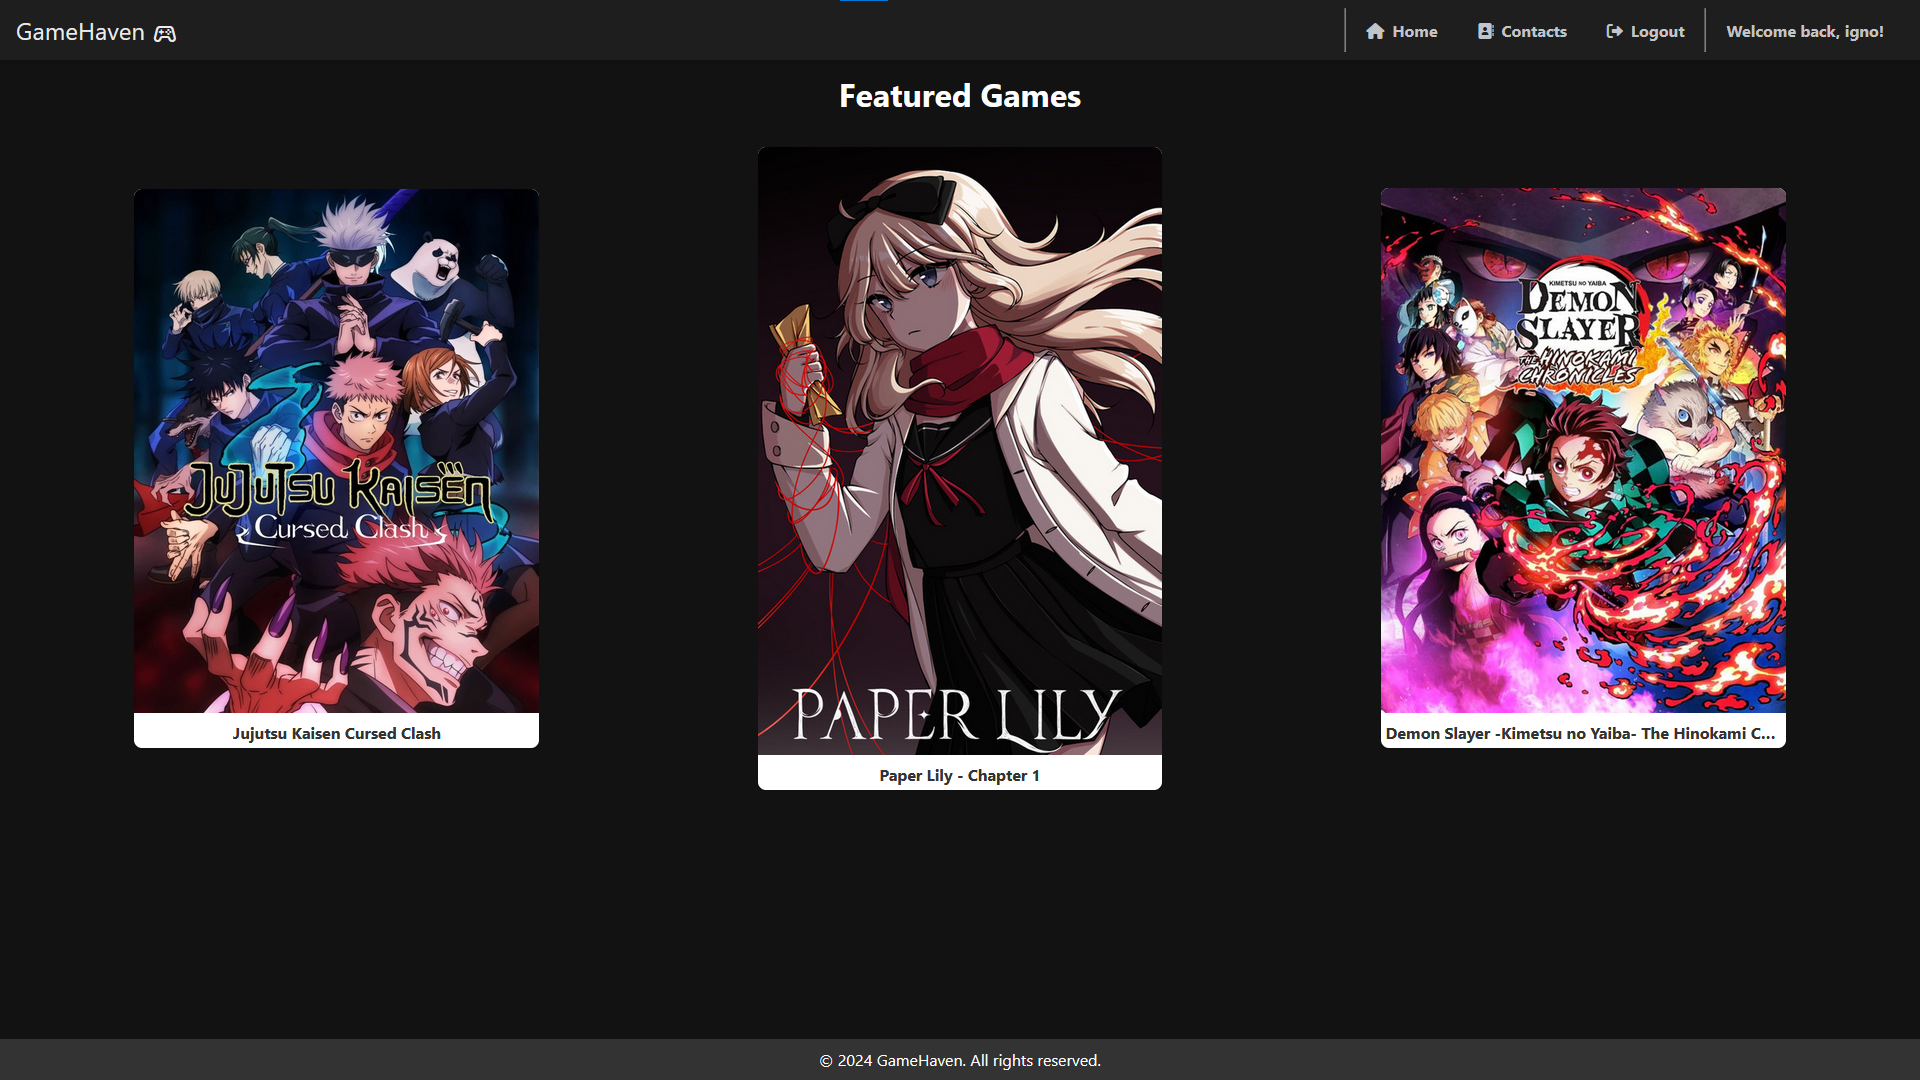 GameHaven
Home
Contacts
Logout
Welcome back, igno!
Featured Games
JUJUTSU KAISEN
Cursed Clash
Jujutsu Kaisen Cursed Clash
PAPER LILY
Paper Lily - Chapter 1
KIMETSU NO YAIBA
DEMON
SLAYER
THE HINOKAMI
CHRONICLES
Demon Slayer -Kimetsu no Yaiba- The Hinokami C...
© 2024 GameHaven. All rights reserved.